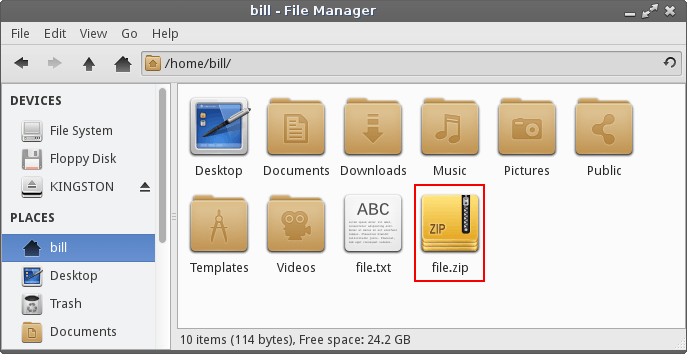 bill - File Manager
File Edit View Go Help
/home/bill/
DEVICES
File System
Floppy Disk
KINGSTON
PLACES
bill
Desktop
Trash
Documents
Desktop Documents Downloads Music Pictures Public
ABC
ZIP
Templates Videos file.txt file.zip
10 items (114 bytes), Free space: 24.2 GB